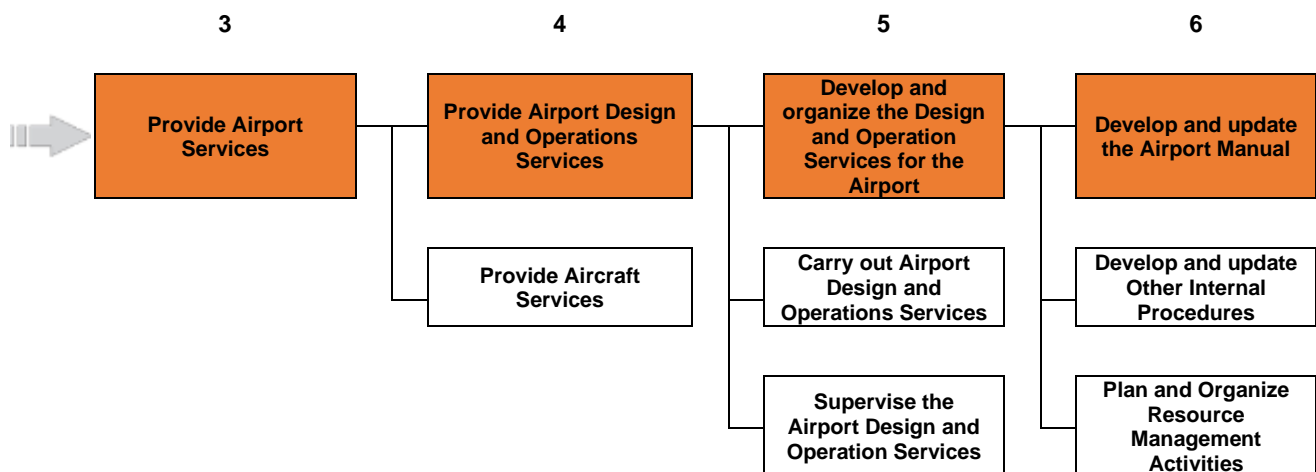 3
4
5
6
Provide Airport
Services
Provide Airport Design
and Operations
Services
Develop and
organize the Design
and Operation
Services for the
Airport
Develop and update
the Airport Manual
Provide Aircraft
Services
Carry out Airport
Design and
Operations Services
Develop and update
Other Internal
Procedures
Supervise the
Airport Design and
Operation Services
Plan and Organize
Resource
Management
Activities